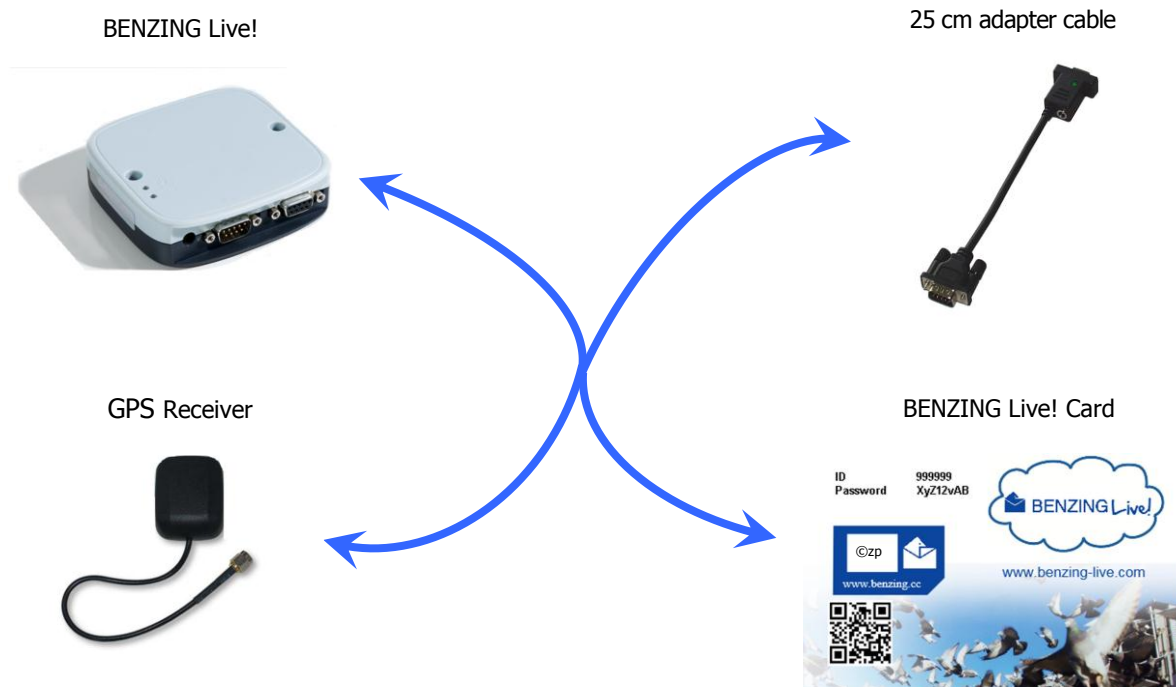 BENZING Live!
25 cm adapter cable
GPS Receiver
BENZING Live! Card
ID 999999
Password XyZ12vAB
BENZING Live!
©zp
www.benzing.cc
www.benzing-live.com